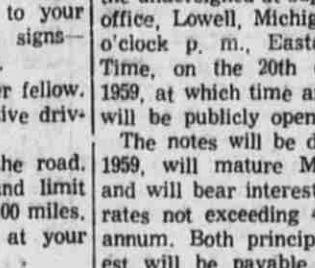 to your
signs—
fellow.
ive driv-
the road.
and limit
00 miles.
at your
office, Lowell, Michig
o'clock p. m., Easte
Time, on the 20th
1959, at which time a
will be publicly open
The notes will be d
1959, will mature M
and will bear interest
rates not exceeding
annum. Both princip
est will be payable